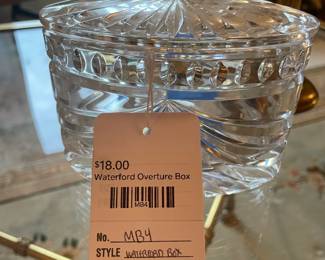 $18.00
Waterford Overture Box
MB4
No. MB4
STYLE WATERFORD BOX